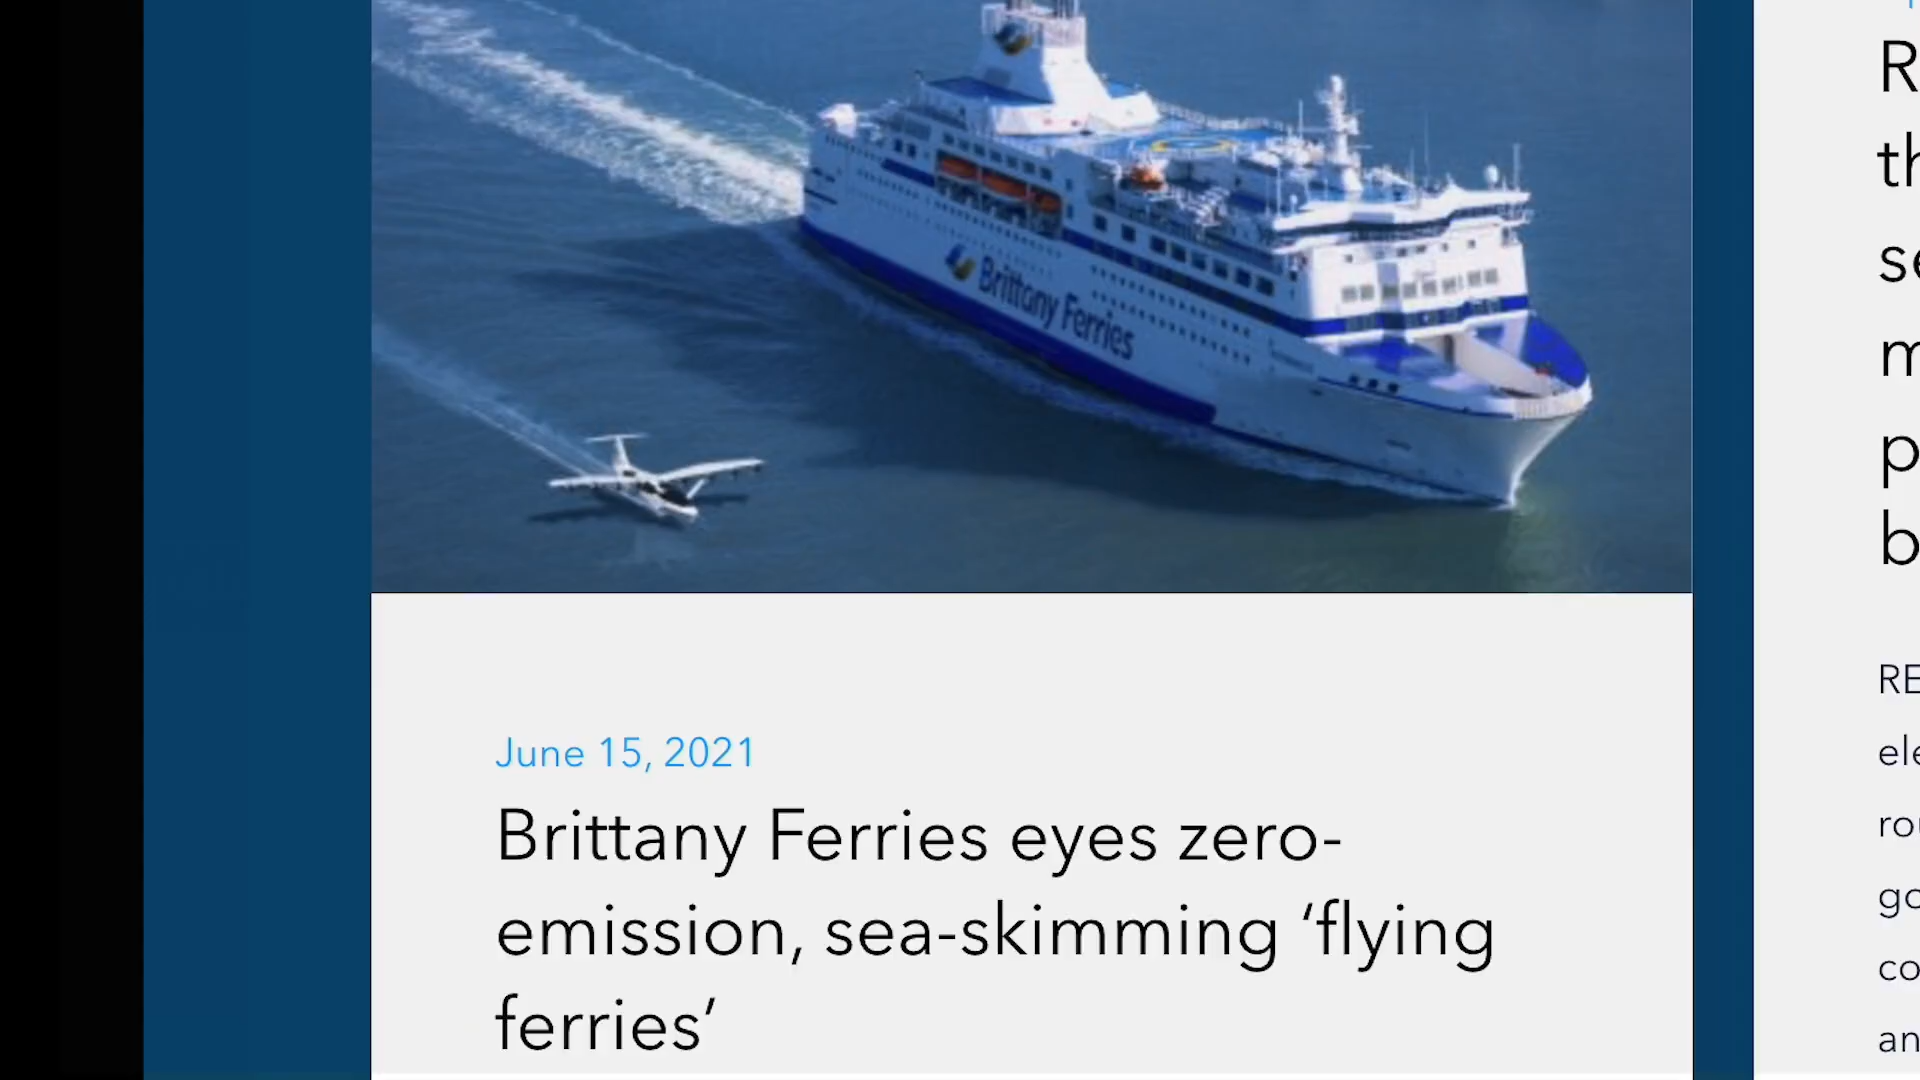 Brittany Ferries
June 15, 2021
Brittany Ferries eyes zero-
emission, sea-skimming ‘flying
ferries’